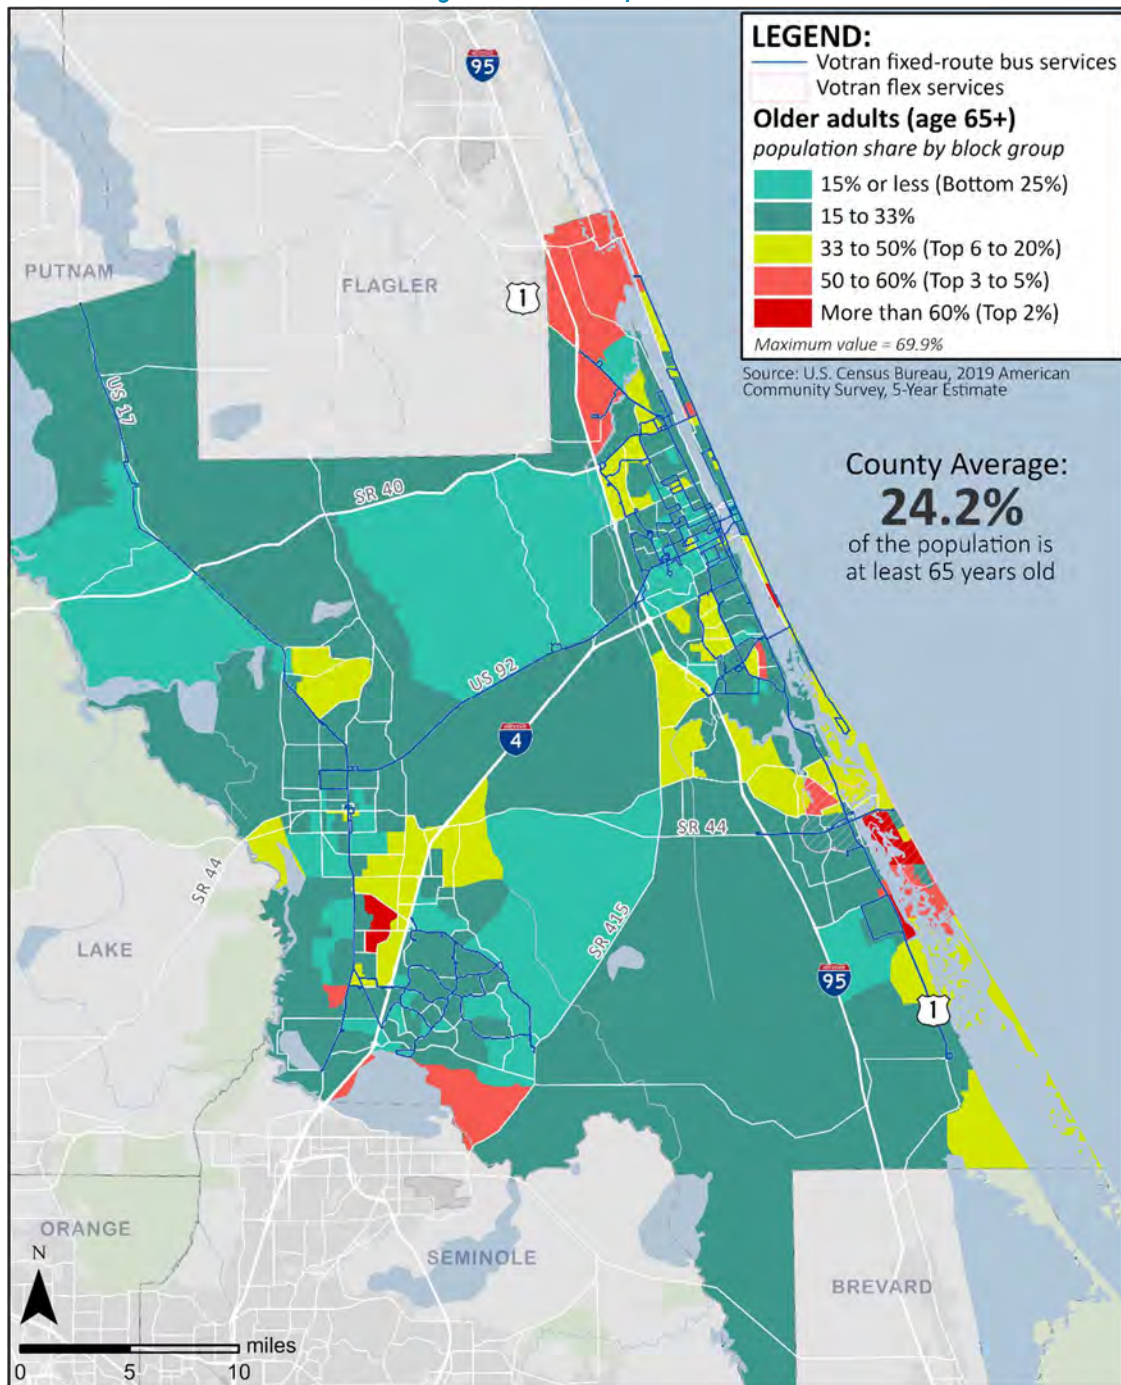 LEGEND:
Votran fixed-route bus services
Votran flex services
Older adults (age 65+)
population share by block group
15% or less (Bottom 25%)
15 to 33%
33 to 50% (Top 6 to 20%)
50 to 60% (Top 3 to 5%)
More than 60% (Top 2%)
Maximum value = 69.9%
Source: U.S. Census Bureau, 2019 American
Community Survey, 5-Year Estimate
County Average:
24.2%
of the population is
at least 65 years old
95
PUTNAM
FLAGLER
1
US 17
SR 40
US 92
4
SR 44
SR 44
SR 415
LAKE
95
1
ORANGE
SEMINOLE
BREVARD
N
miles
0 5 10